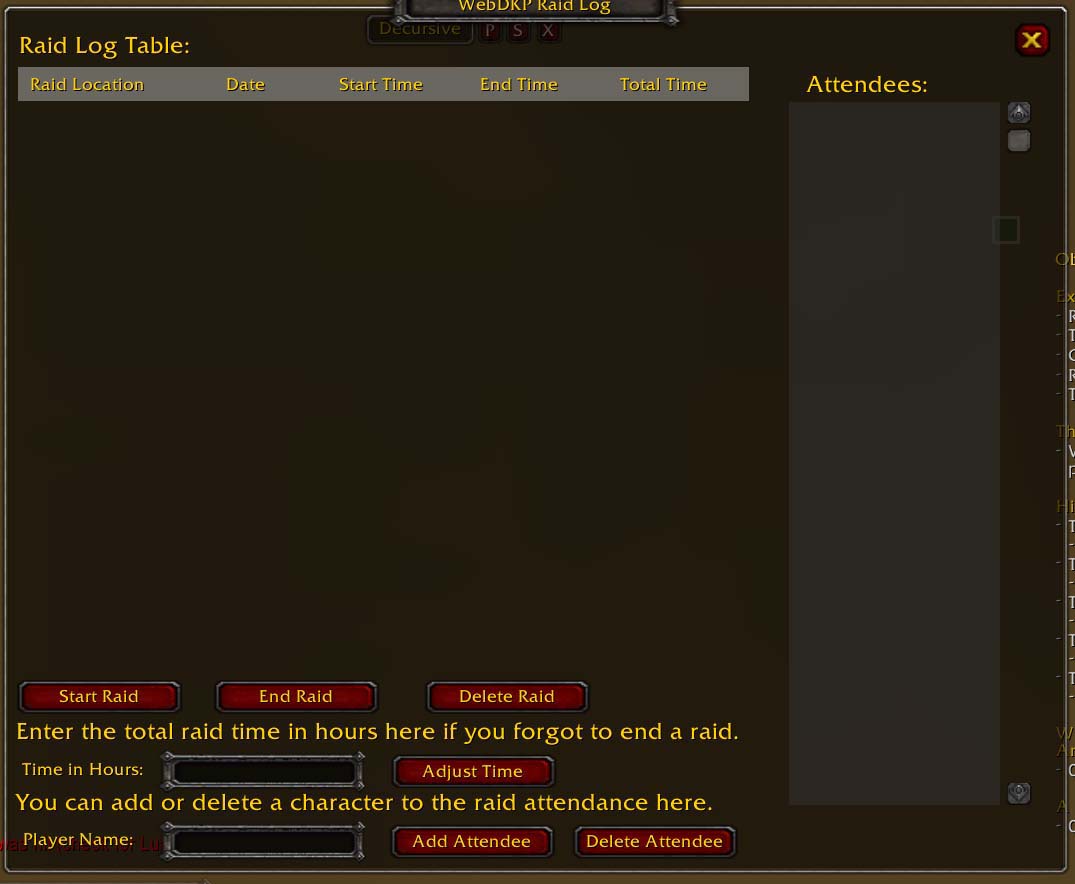 WebDKP Raid Log
Decursive P S X
Raid Log Table:
Raid Location Date Start Time End Time Total Time
Attendees:
Start Raid End Raid Delete Raid
Enter the total raid time in hours here if you forgot to end a raid.
Time in Hours: Adjust Time
You can add or delete a character to the raid attendance here.
Player Name: Add Attendee Delete Attendee